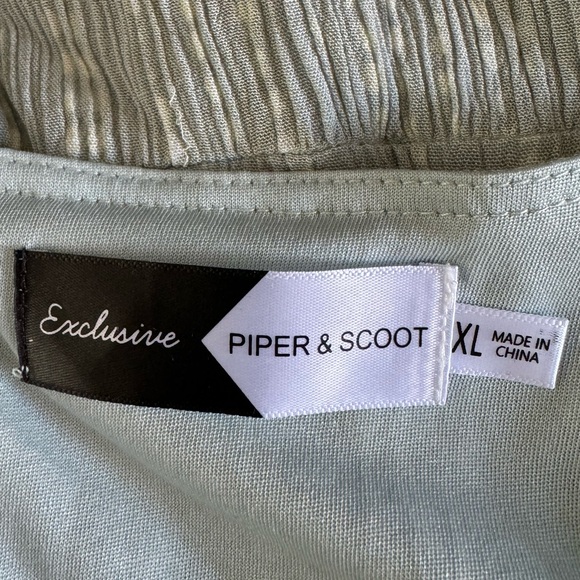 Exclusive
PIPER & SCOOT
XL
MADE IN
CHINA